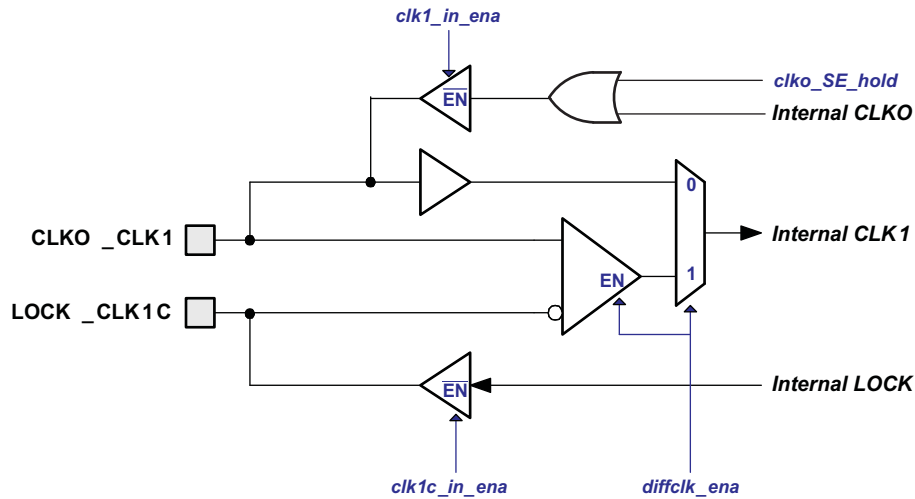 clk1_in_ena
EN
clko_SE_hold
Internal CLKO
0
CLKO _CLK1
Internal CLK1
EN
1
LOCK _CLK1C
EN
Internal LOCK
clk1c_in_ena
diffclk_ena